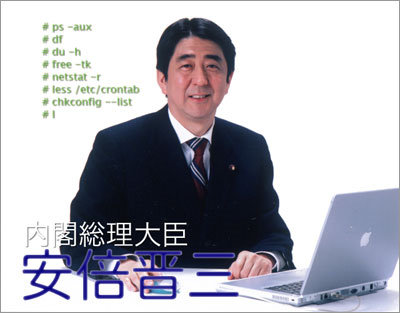 # ps -aux
# df
# du -h
# free -tk
# netstat -r
# less /etc/crontab
# chkconfig --list
# l
内閣総理大臣
安倍晋三